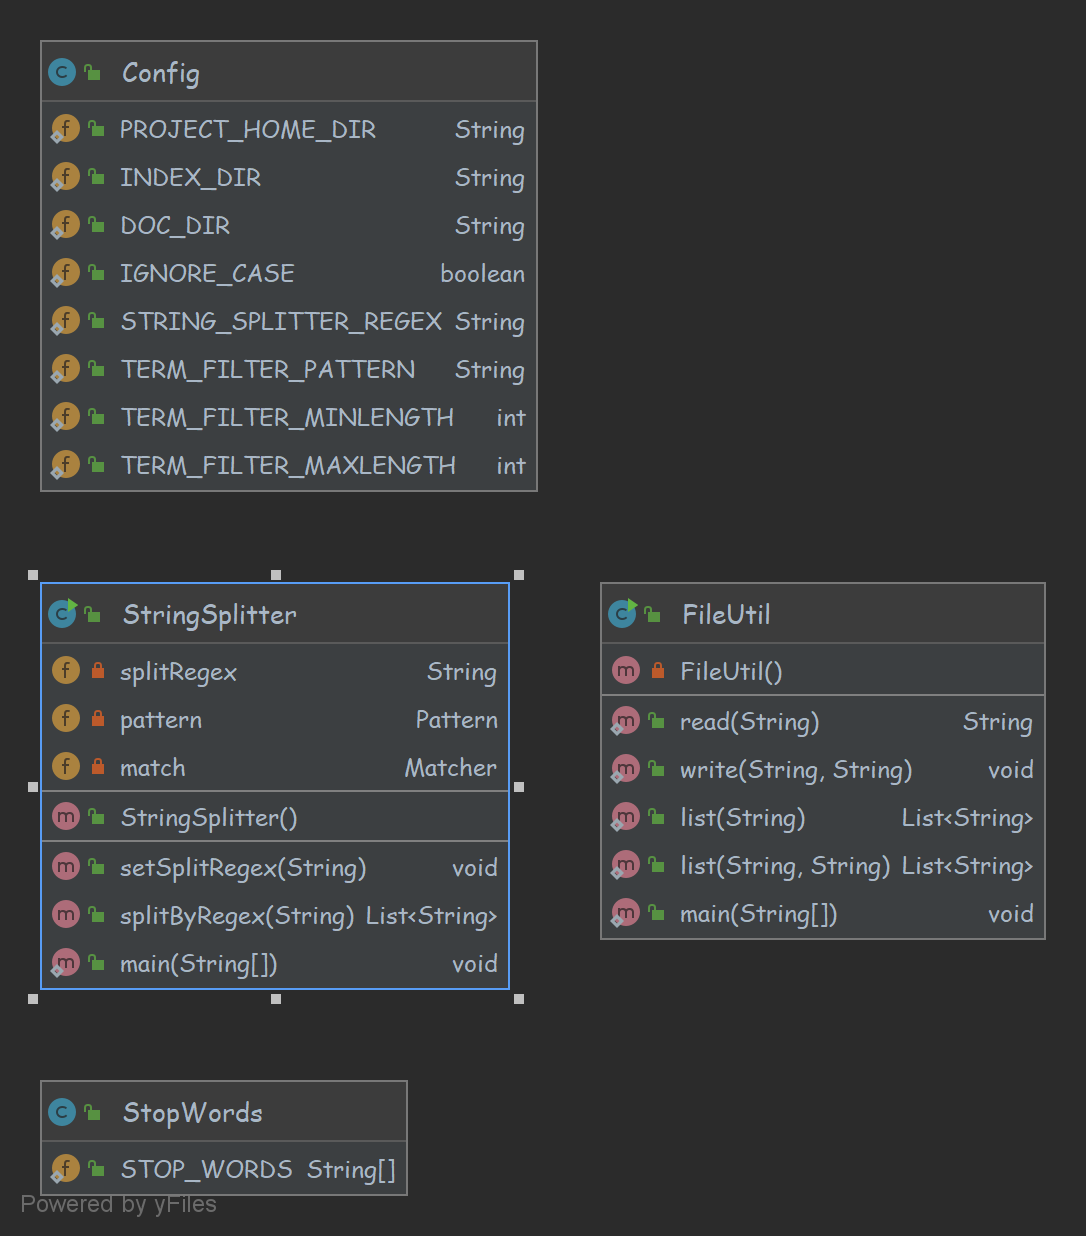 Config
PROJECT_HOME_DIR String
INDEX_DIR String
DOC_DIR String
IGNORE_CASE boolean
STRING_SPLITTER_REGEX String
TERM_FILTER_PATTERN String
TERM_FILTER_MINLENGTH int
TERM_FILTER_MAXLENGTH int
StringSplitter
splitRegex String
pattern Pattern
match Matcher
StringSplitter()
setSplitRegex(String) void
splitByRegex(String) List<String>
main(String[]) void
FileUtil
FileUtil()
read(String) String
write(String, String) void
list(String) List<String>
list(String, String) List<String>
main(String[]) void
StopWords
STOP_WORDS String[]
Powered by yFiles